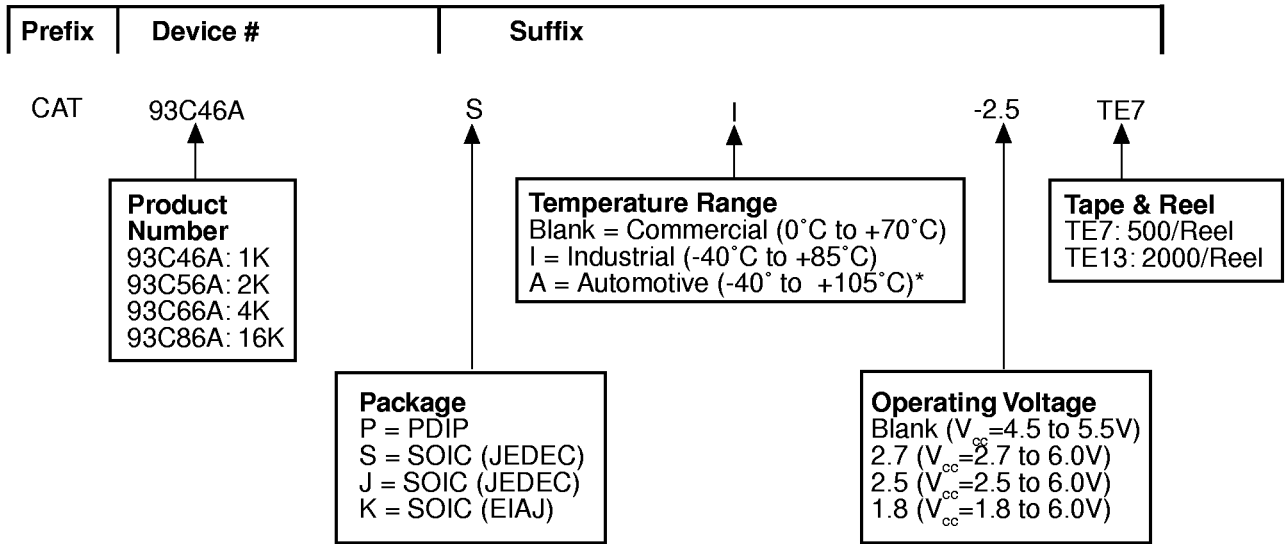 Prefix Device # Suffix
CAT 93C46A S I -2.5 TE7
Product
Number
93C46A: 1K
93C56A: 2K
93C66A: 4K
93C86A: 16K
Temperature Range
Blank = Commercial (0˚C to +70˚C)
I = Industrial (-40˚C to +85˚C)
A = Automotive (-40˚ to +105˚C)*
Tape & Reel
TE7: 500/Reel
TE13: 2000/Reel
Package
P = PDIP
S = SOIC (JEDEC)
J = SOIC (JEDEC)
K = SOIC (EIAJ)
Operating Voltage
Blank (Vcc=4.5 to 5.5V)
2.7 (Vcc=2.7 to 6.0V)
2.5 (Vcc=2.5 to 6.0V)
1.8 (Vcc=1.8 to 6.0V)